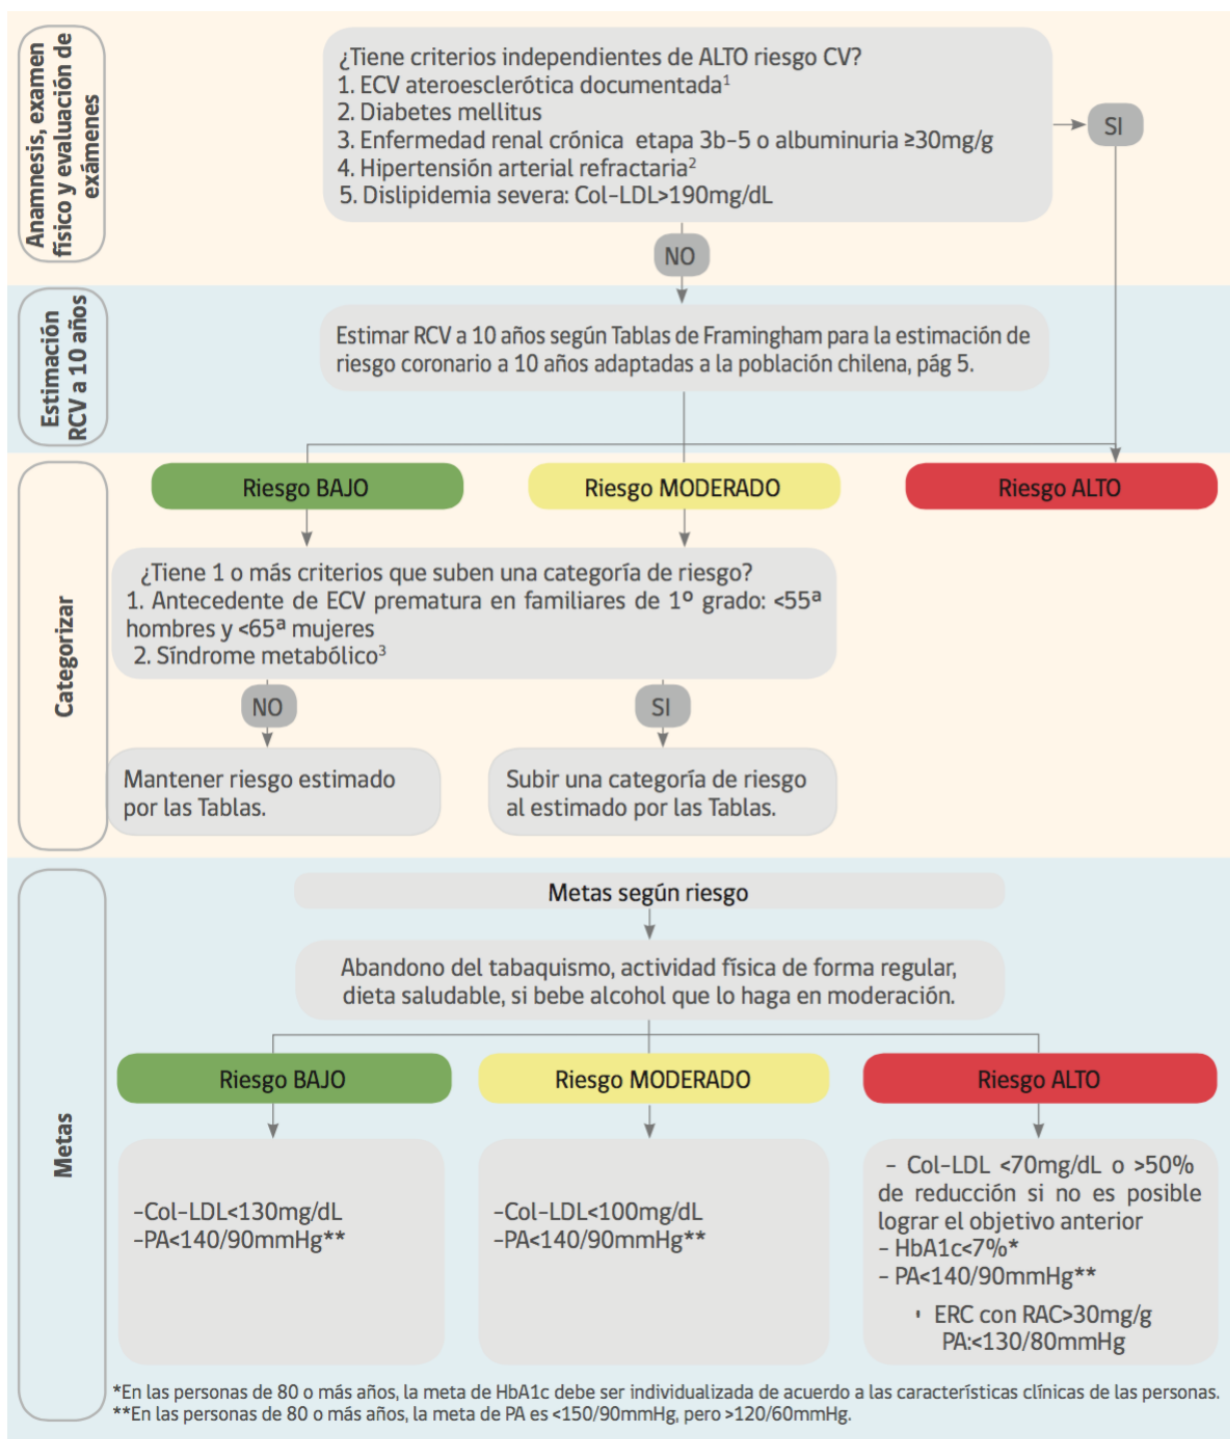 Anamnesis, examen
físico y evaluación de
exámenes
¿Tiene criterios independientes de ALTO riesgo CV?
1. ECV ateroesclerótica documentada¹
2. Diabetes mellitus
3. Enfermedad renal crónica etapa 3b-5 o albuminuria ≥30mg/g
4. Hipertensión arterial refractaria²
5. Dislipidemia severa: Col-LDL>190mg/dL
SI
NO
Estimación
RCV a 10 años
Estimar RCV a 10 años según Tablas de Framingham para la estimación de
riesgo coronario a 10 años adaptadas a la población chilena, pág 5.
Categorizar
Riesgo BAJO
Riesgo MODERADO
Riesgo ALTO
¿Tiene 1 o más criterios que suben una categoría de riesgo?
1. Antecedente de ECV prematura en familiares de 1º grado: <55ª
hombres y <65ª mujeres
2. Síndrome metabólico³
NO
SI
Mantener riesgo estimado
por las Tablas.
Subir una categoría de riesgo
al estimado por las Tablas.
Metas
Metas según riesgo
Abandono del tabaquismo, actividad física de forma regular,
dieta saludable, si bebe alcohol que lo haga en moderación.
Riesgo BAJO
Riesgo MODERADO
Riesgo ALTO
-Col-LDL<130mg/dL
-PA<140/90mmHg**
-Col-LDL<100mg/dL
-PA<140/90mmHg**
- Col-LDL <70mg/dL o >50%
de reducción si no es posible
lograr el objetivo anterior
- HbA1c<7%*
- PA<140/90mmHg**
• ERC con RAC>30mg/g
PA:<130/80mmHg
*En las personas de 80 o más años, la meta de HbA1c debe ser individualizada de acuerdo a las características clínicas de las personas.
**En las personas de 80 o más años, la meta de PA es <150/90mmHg, pero >120/60mmHg.